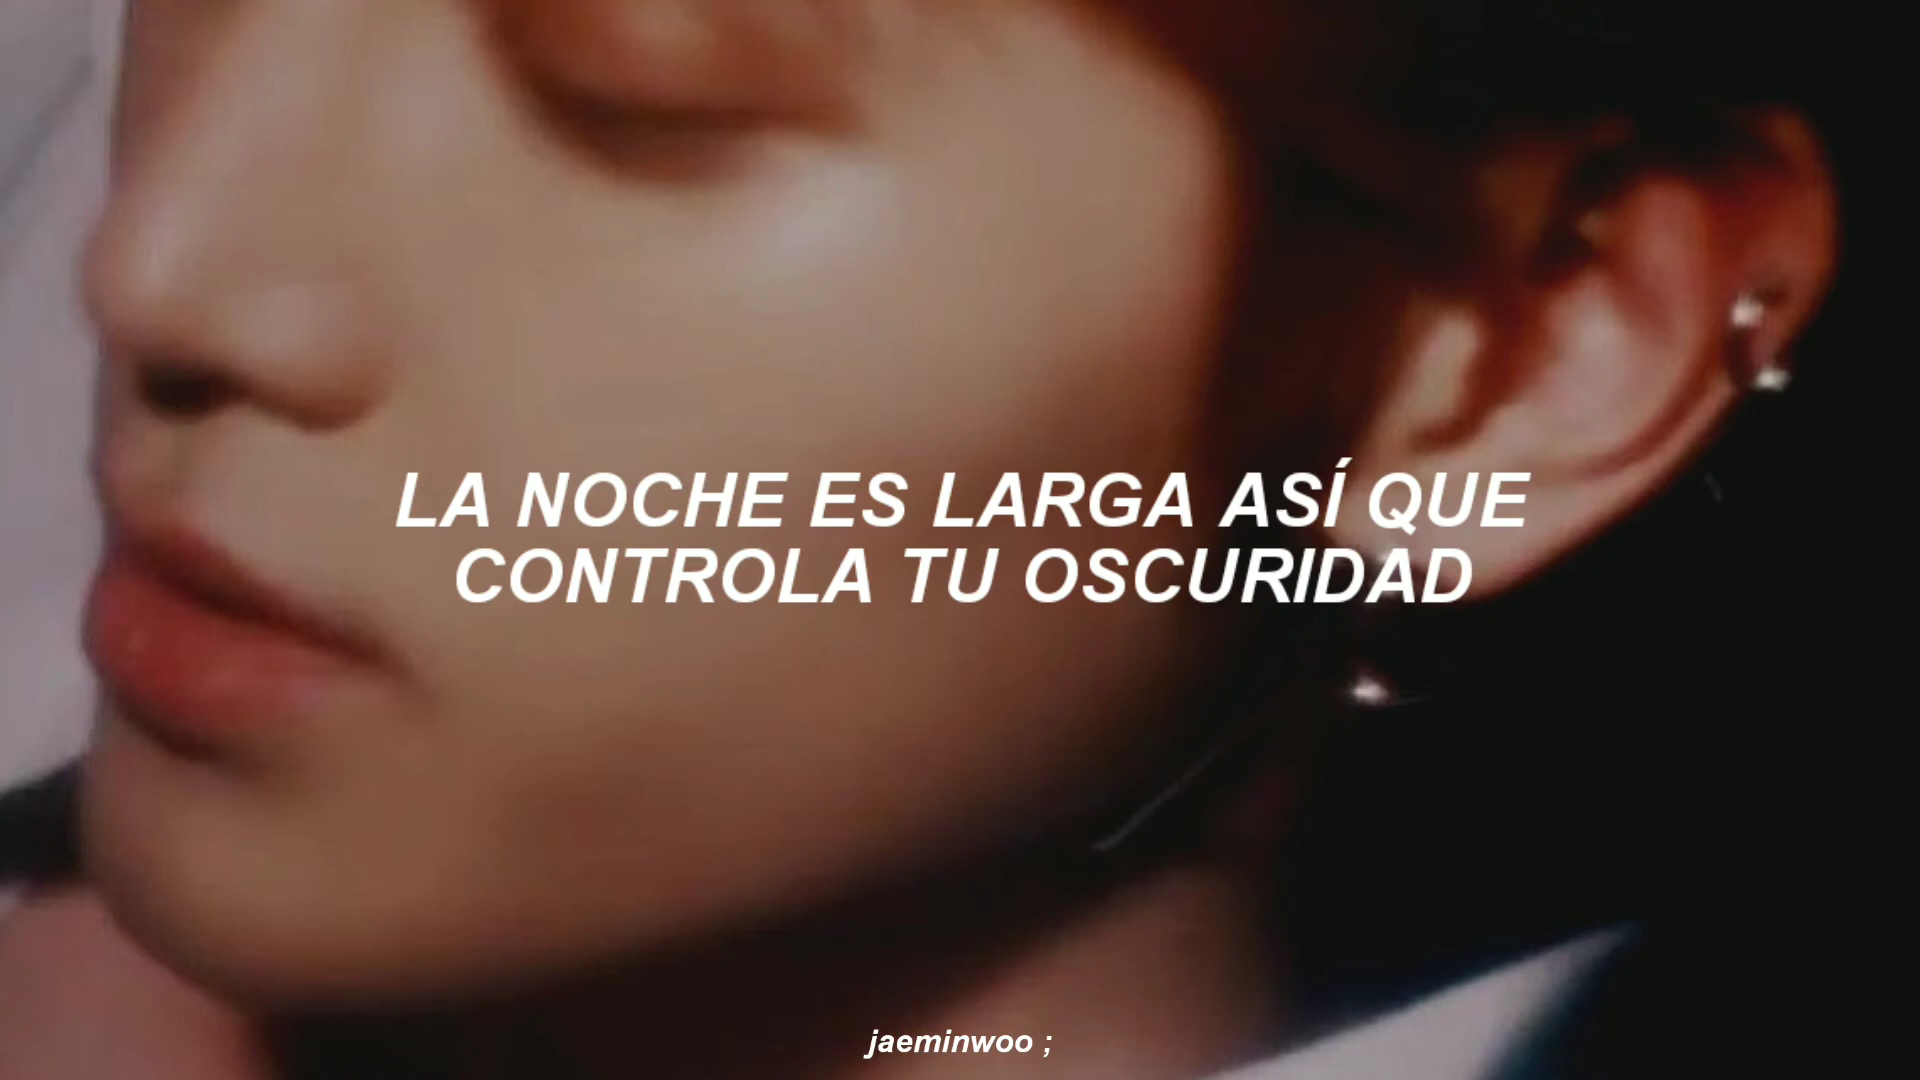 LA NOCHE ES LARGA ASÍ QUE
CONTROLA TU OSCURIDAD
jaeminwoo ;